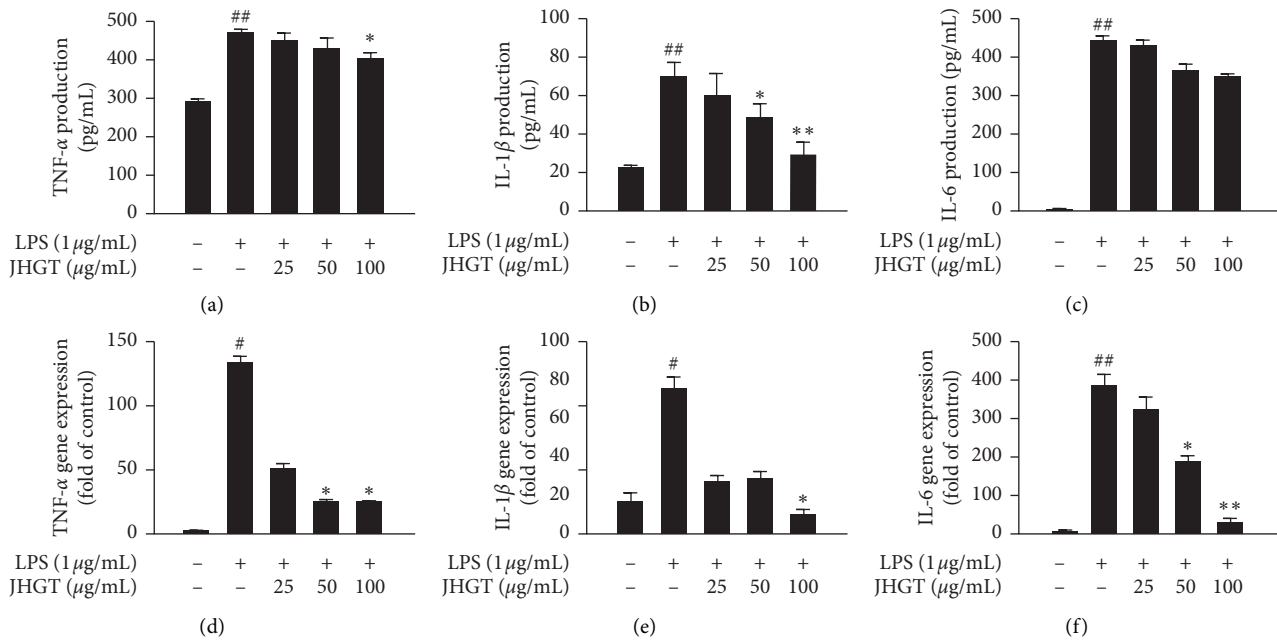 TNF-α production
(pg/mL)
500
400
300
200
100
0
##
*
LPS (1 μg/mL) – + + + +
JHGT (μg/mL) – – 25 50 100
(a)
IL-1β production
(pg/mL)
100
80
60
40
20
0
##
*
**
LPS (1 μg/mL) – + + + +
JHGT (μg/mL) – – 25 50 100
(b)
IL-6 production (pg/mL)
500
400
300
200
100
0
##
LPS (1 μg/mL) – + + + +
JHGT (μg/mL) – – 25 50 100
(c)
TNF-α gene expression
(fold of control)
150
100
50
0
#
* *
LPS (1 μg/mL) – + + + +
JHGT (μg/mL) – – 25 50 100
(d)
IL-1β gene expression
(fold of control)
100
80
60
40
20
0
#
*
LPS (1 μg/mL) – + + + +
JHGT (μg/mL) – – 25 50 100
(e)
IL-6 gene expression
(fold of control)
500
400
300
200
100
0
##
*
**
LPS (1 μg/mL) – + + + +
JHGT (μg/mL) – – 25 50 100
(f)